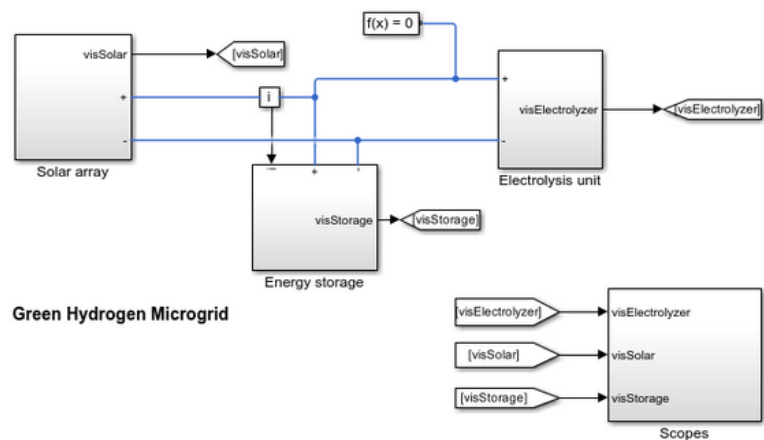 f(x) = 0
visSolar
[visSolar]
+
i
+
visElectrolyzer
[visElectrolyzer]
-
-
Solar array
Electrolysis unit
+
visStorage
[visStorage]
Energy storage
Green Hydrogen Microgrid
[visElectrolyzer]
visElectrolyzer
[visSolar]
visSolar
[visStorage]
visStorage
Scopes